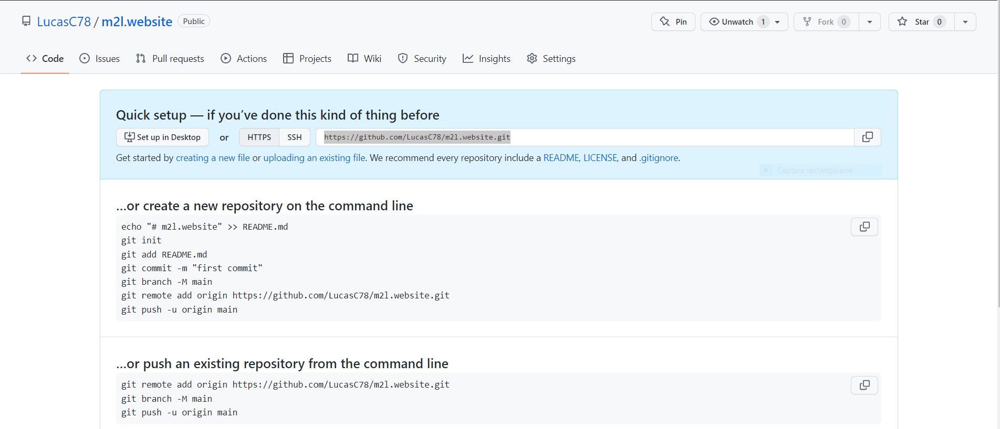 LucasC78 / m2l.website Public
Pin Unwatch 1 Fork 0 Star 0
Code Issues Pull requests Actions Projects Wiki Security Insights Settings
Quick setup — if you’ve done this kind of thing before
Set up in Desktop or HTTPS SSH https://github.com/LucasC78/m2l.website.git
Get started by creating a new file or uploading an existing file. We recommend every repository include a README, LICENSE, and .gitignore.
Capture rectangulaire
…or create a new repository on the command line
echo "# m2l.website" >> README.md
git init
git add README.md
git commit -m "first commit"
git branch -M main
git remote add origin https://github.com/LucasC78/m2l.website.git
git push -u origin main
…or push an existing repository from the command line
git remote add origin https://github.com/LucasC78/m2l.website.git
git branch -M main
git push -u origin main